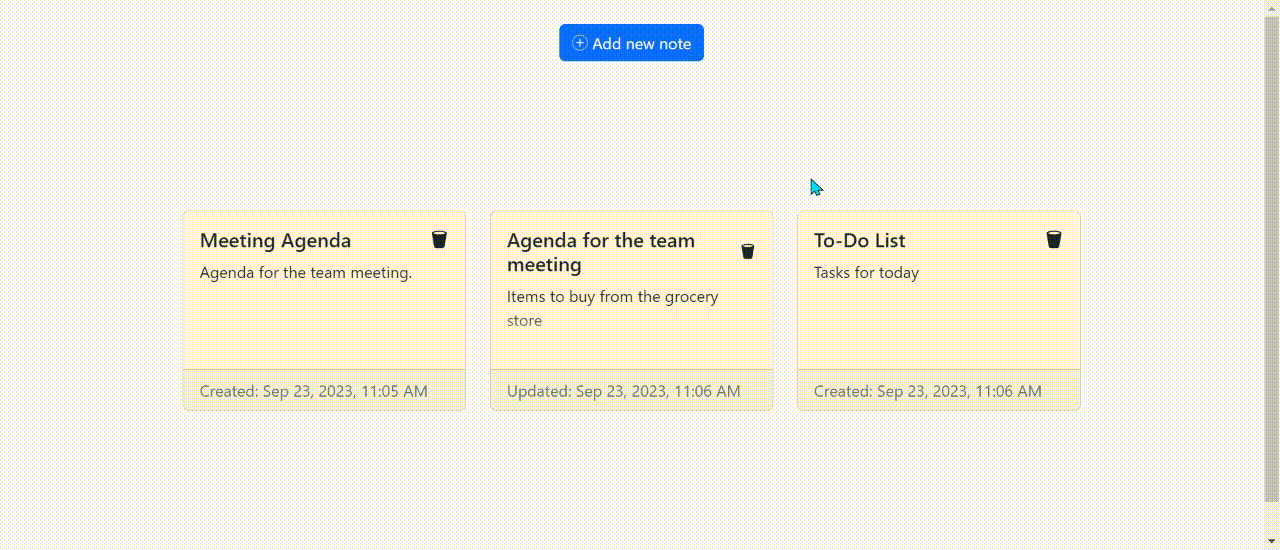 Add new note
Meeting Agenda
Agenda for the team meeting.
Created: Sep 23, 2023, 11:05 AM
Agenda for the team
meeting
Items to buy from the grocery
store
Updated: Sep 23, 2023, 11:06 AM
To-Do List
Tasks for today
Created: Sep 23, 2023, 11:06 AM